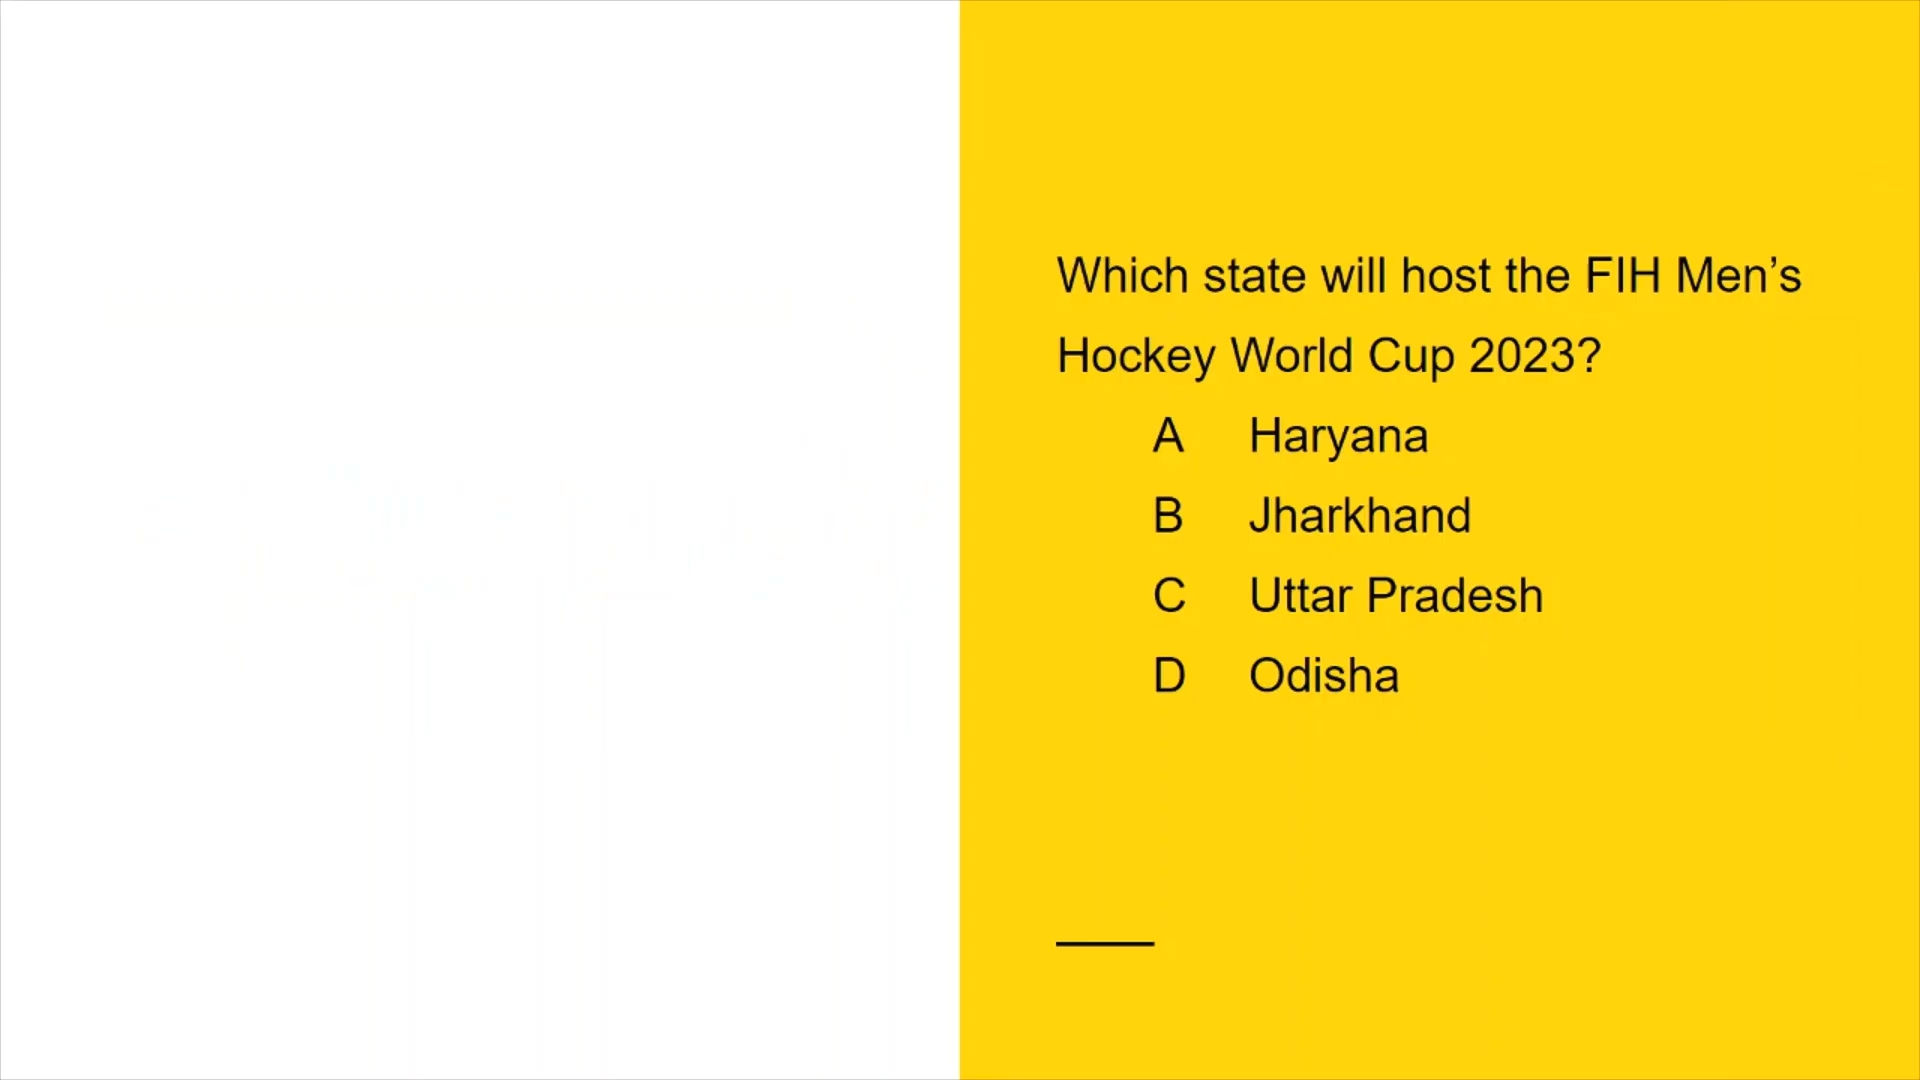 Which state will host the FIH Men’s
Hockey World Cup 2023?
A Haryana
B Jharkhand
C Uttar Pradesh
D Odisha